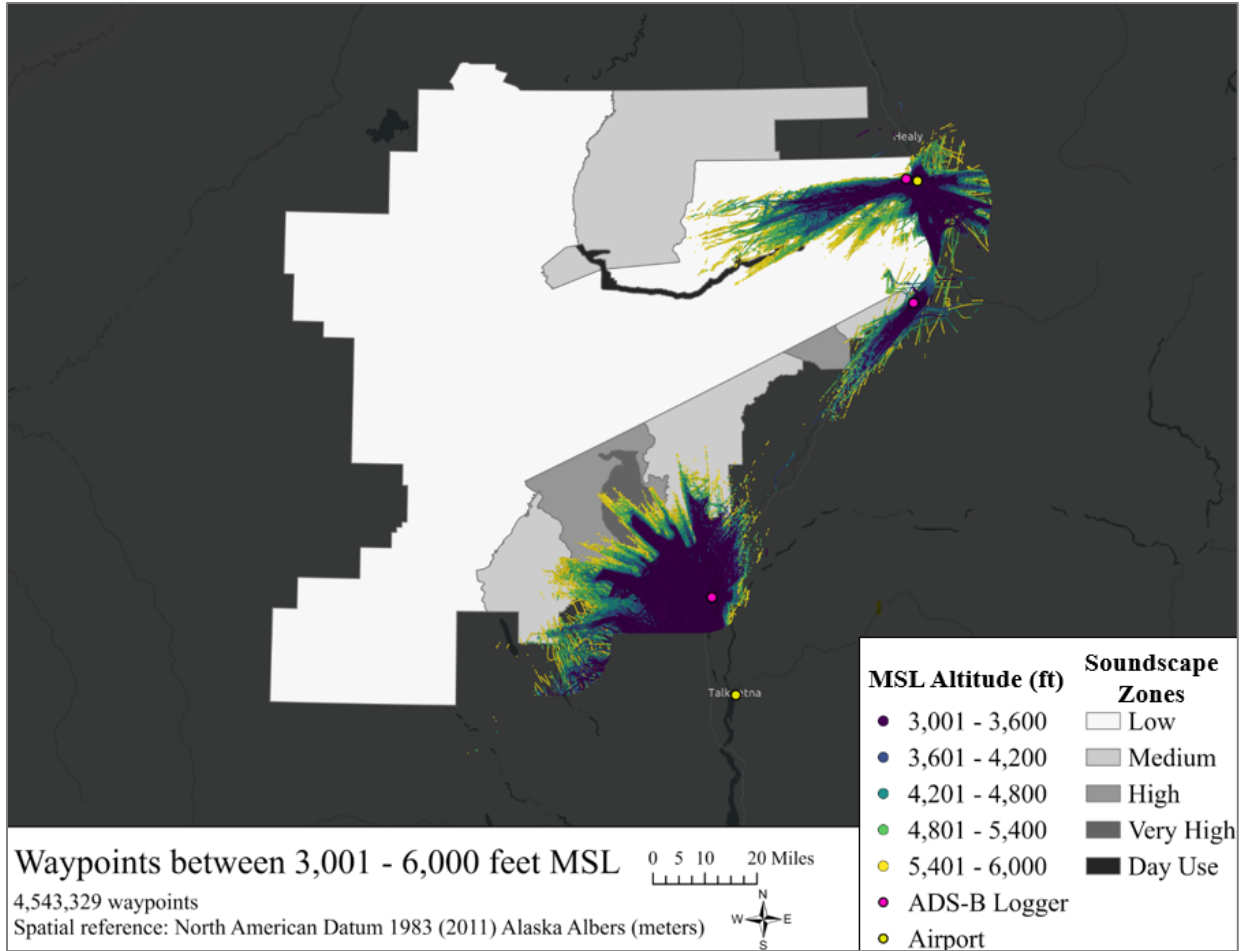 Healy
Talkeetna
MSL Altitude (ft)
3,001 - 3,600
3,601 - 4,200
4,201 - 4,800
4,801 - 5,400
5,401 - 6,000
ADS-B Logger
Airport
Soundscape
Zones
Low
Medium
High
Very High
Day Use
Waypoints between 3,001 - 6,000 feet MSL
4,543,329 waypoints
Spatial reference: North American Datum 1983 (2011) Alaska Albers (meters)
0 5 10 20 Miles
N
W E
S